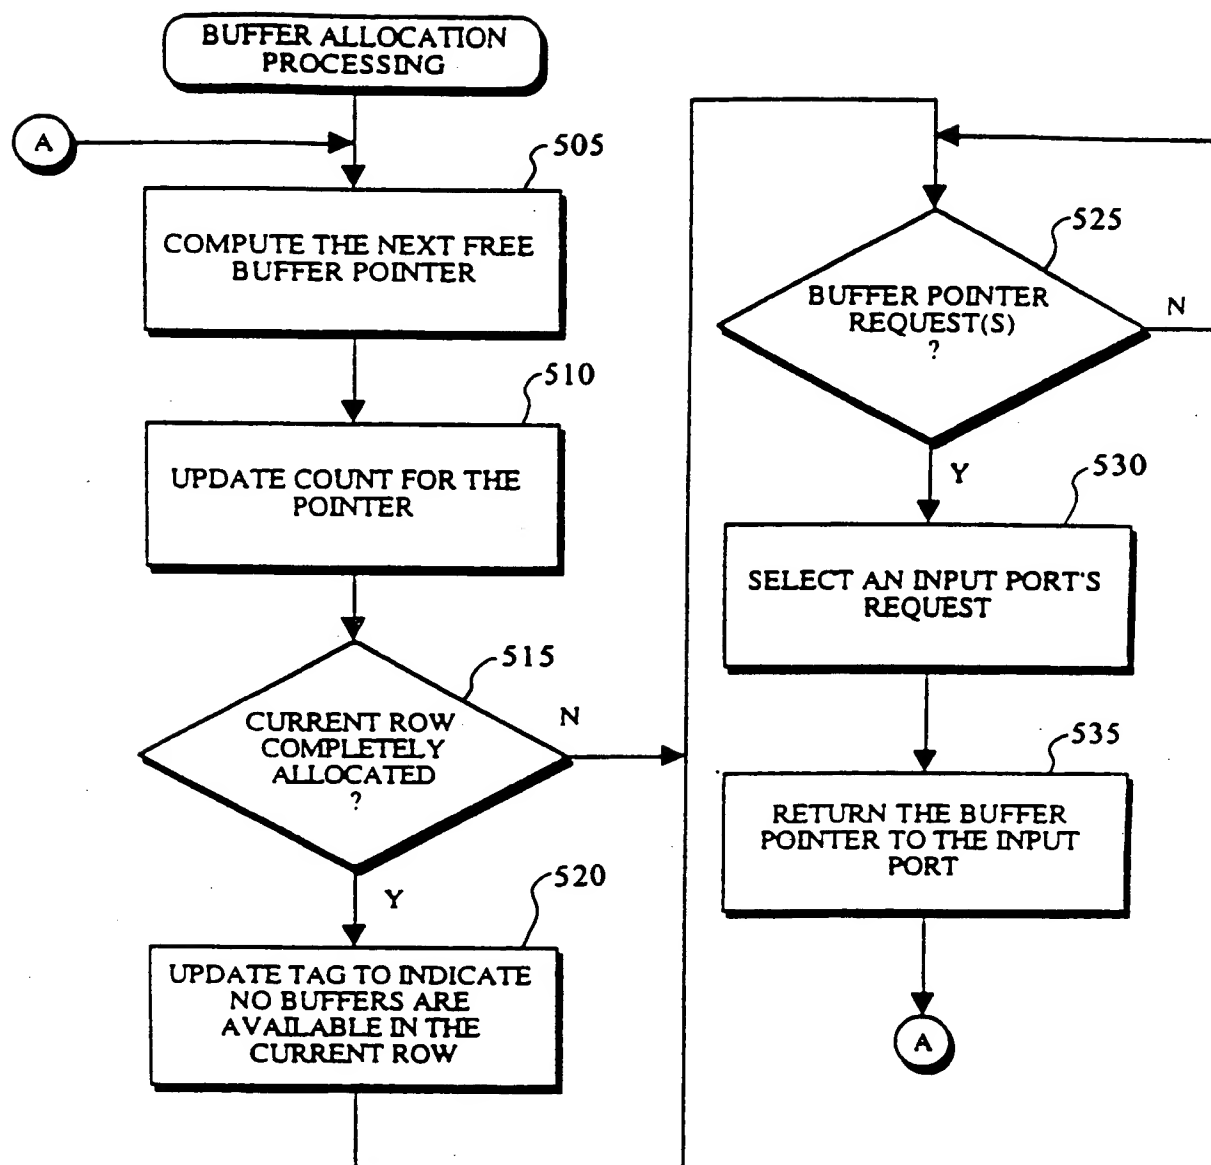 BUFFER ALLOCATION
PROCESSING
A
505
COMPUTE THE NEXT FREE
BUFFER POINTER
510
UPDATE COUNT FOR THE
POINTER
515
CURRENT ROW
COMPLETELY
ALLOCATED
?
N
Y
520
UPDATE TAG TO INDICATE
NO BUFFERS ARE
AVAILABLE IN THE
CURRENT ROW
525
BUFFER POINTER
REQUEST(S)
?
N
Y
530
SELECT AN INPUT PORT'S
REQUEST
535
RETURN THE BUFFER
POINTER TO THE INPUT
PORT
A